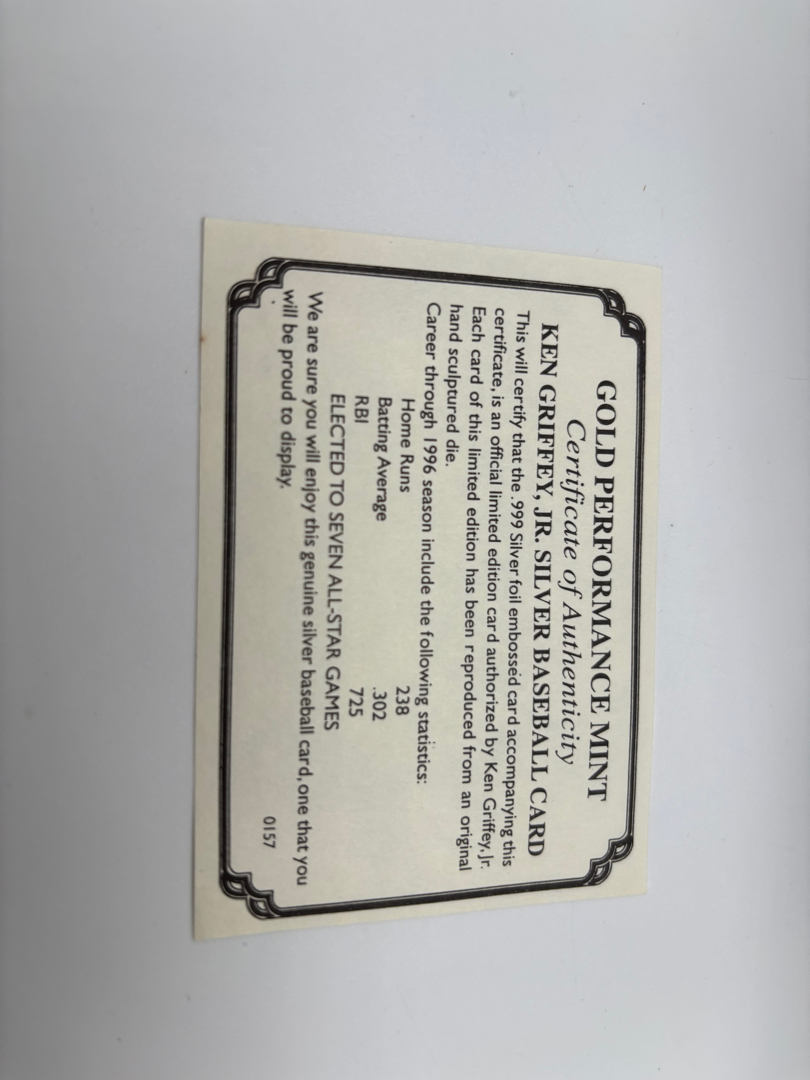 GOLD PERFORMANCE MINT
Certificate of Authenticity
KEN GRIFFEY, JR. SILVER BASEBALL CARD
This will certify that the .999 Silver foil embossed card accompanying this
certificate, is an official limited edition card authorized by Ken Griffey, Jr.
Each card of this limited edition has been reproduced from an original
hand sculptured die.
Career through 1996 season include the following statistics:
Home Runs 238
Batting Average .302
RBI 725
ELECTED TO SEVEN ALL-STAR GAMES
We are sure you will enjoy this genuine silver baseball card, one that you
will be proud to display.
0157